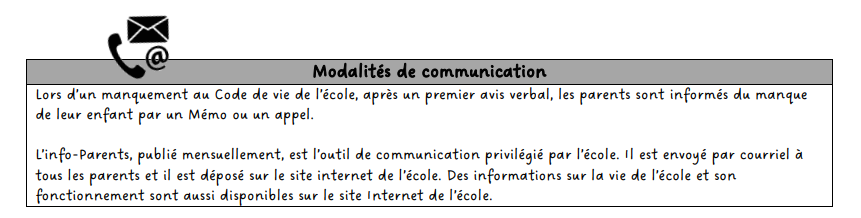 Modalités de communication
Lors d'un manquement au Code de vie de l'école, après un premier avis verbal, les parents sont informés du manque
de leur enfant par un Mémo ou un appel.
L'info-Parents, publié mensuellement, est l'outil de communication privilégié par l'école. Il est envoyé par courriel à
tous les parents et il est déposé sur le site internet de l'école. Des informations sur la vie de l'école et son
fonctionnement sont aussi disponibles sur le site Internet de l'école.